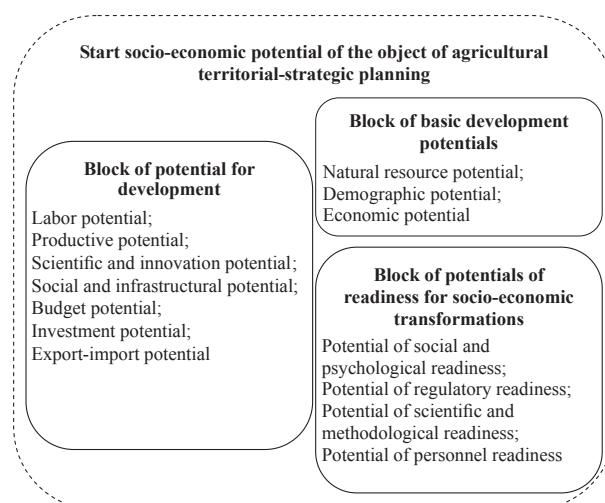 Start socio-economic potential of the object of agricultural
territorial-strategic planning
Block of potential for
development
Labor potential;
Productive potential;
Scientific and innovation potential;
Social and infrastructural potential;
Budget potential;
Investment potential;
Export-import potential
Block of basic development
potentials
Natural resource potential;
Demographic potential;
Economic potential
Block of potentials of
readiness for socio-economic
transformations
Potential of social and
psychological readiness;
Potential of regulatory readiness;
Potential of scientific and
methodological readiness;
Potential of personnel readiness